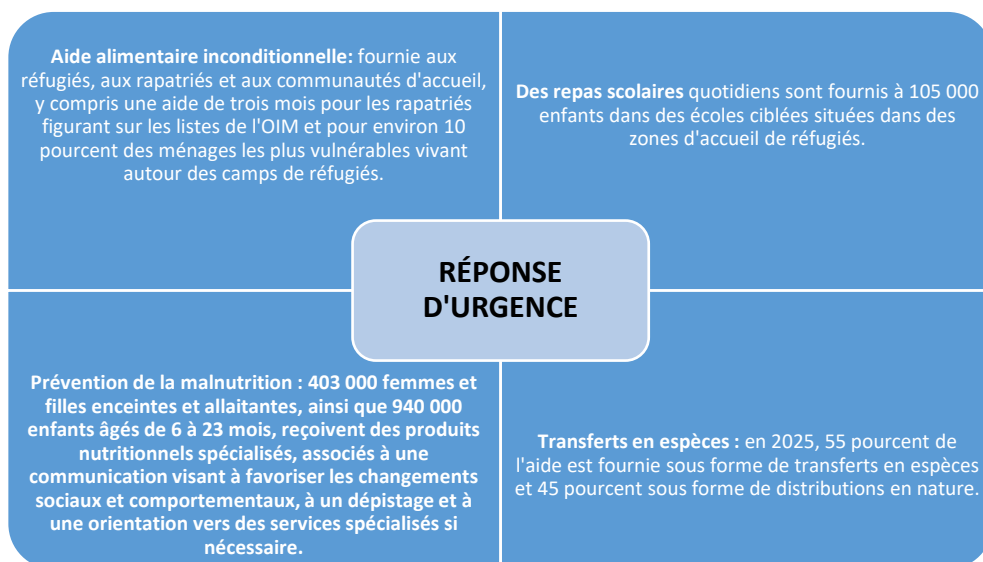 Aide alimentaire inconditionnelle: fournie aux
réfugiés, aux rapatriés et aux communautés d'accueil,
y compris une aide de trois mois pour les rapatriés
figurant sur les listes de l'OIM et pour environ 10
pourcent des ménages les plus vulnérables vivant
autour des camps de réfugiés.
Des repas scolaires quotidiens sont fournis à 105 000
enfants dans des écoles ciblées situées dans des
zones d'accueil de réfugiés.
RÉPONSE
D'URGENCE
Prévention de la malnutrition : 403 000 femmes et
filles enceintes et allaitantes, ainsi que 940 000
enfants âgés de 6 à 23 mois, reçoivent des produits
nutritionnels spécialisés, associés à une
communication visant à favoriser les changements
sociaux et comportementaux, à un dépistage et à
une orientation vers des services spécialisés si
nécessaire.
Transferts en espèces : en 2025, 55 pourcent de
l'aide est fournie sous forme de transferts en espèces
et 45 pourcent sous forme de distributions en nature.